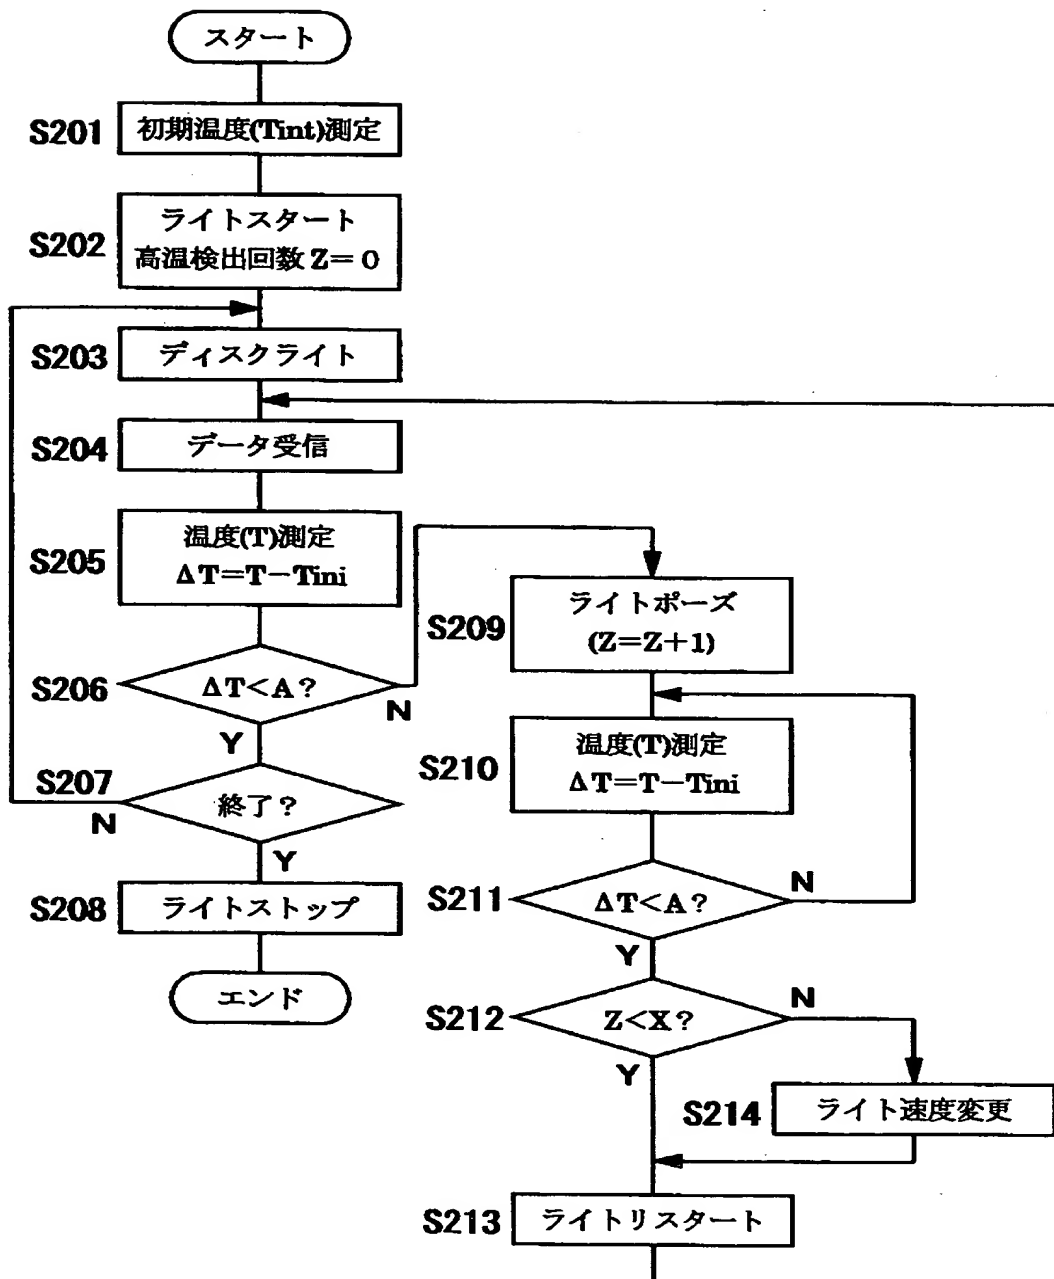 スタート
S201
初期温度(Tint)測定
S202
ライトスタート
高温検出回数 Z=0
S203
ディスクライト
S204
データ受信
S205
温度(T)測定
ΔT=T-Tini
S206
ΔT<A?
N
Y
S207
終了?
N
Y
S208
ライトストップ
エンド
S209
ライトポーズ
(Z=Z+1)
S210
温度(T)測定
ΔT=T-Tini
S211
ΔT<A?
N
Y
S212
Z<X?
N
Y
S214
ライト速度変更
S213
ライトリスタート